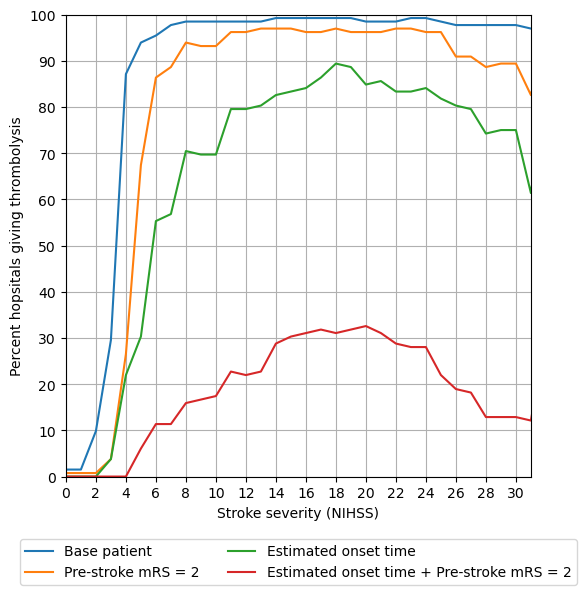 100
90
80
70
60
50
40
30
20
10
0
Percent hopsitals giving thrombolysis
0 2 4 6 8 10 12 14 16 18 20 22 24 26 28 30
Stroke severity (NIHSS)
Base patient
Pre-stroke mRS = 2
Estimated onset time
Estimated onset time + Pre-stroke mRS = 2